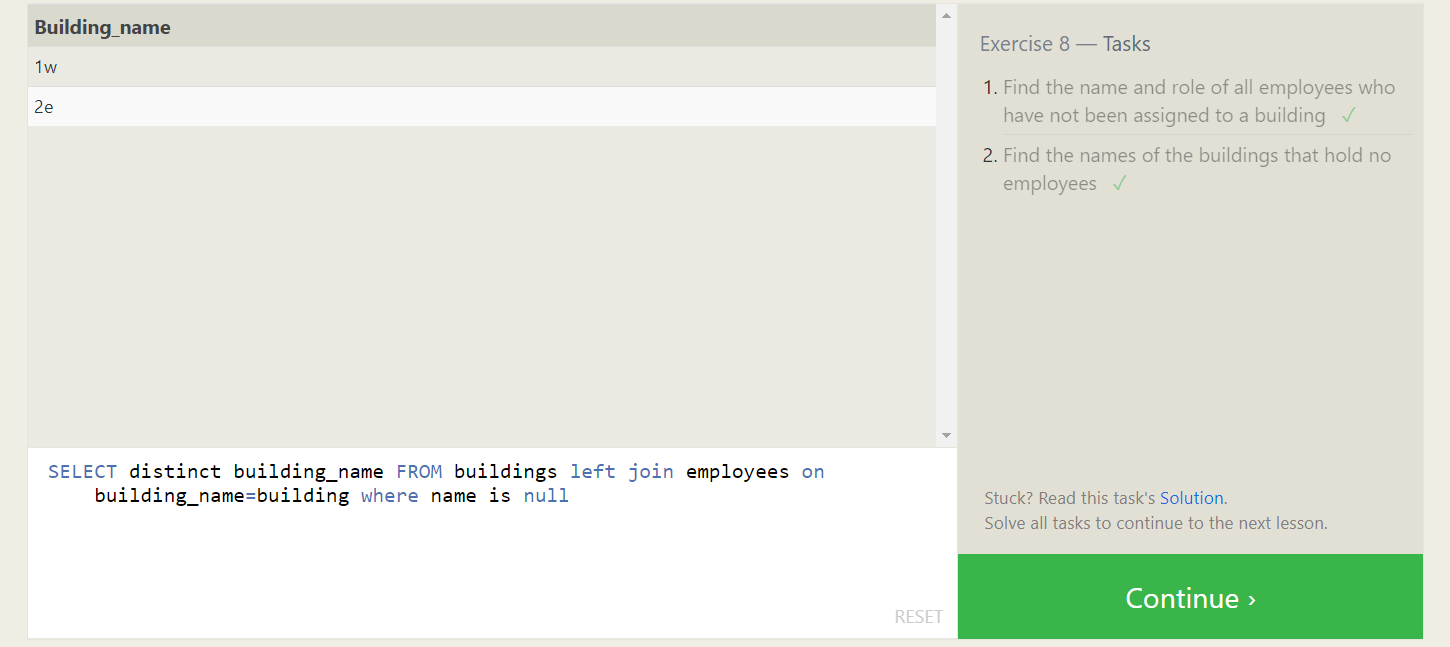 Building_name
1w
2e
SELECT distinct building_name FROM buildings left join employees on
building_name=building where name is null
RESET
Exercise 8 — Tasks
1. Find the name and role of all employees who
have not been assigned to a building ✓
2. Find the names of the buildings that hold no
employees ✓
Stuck? Read this task's Solution.
Solve all tasks to continue to the next lesson.
Continue ›